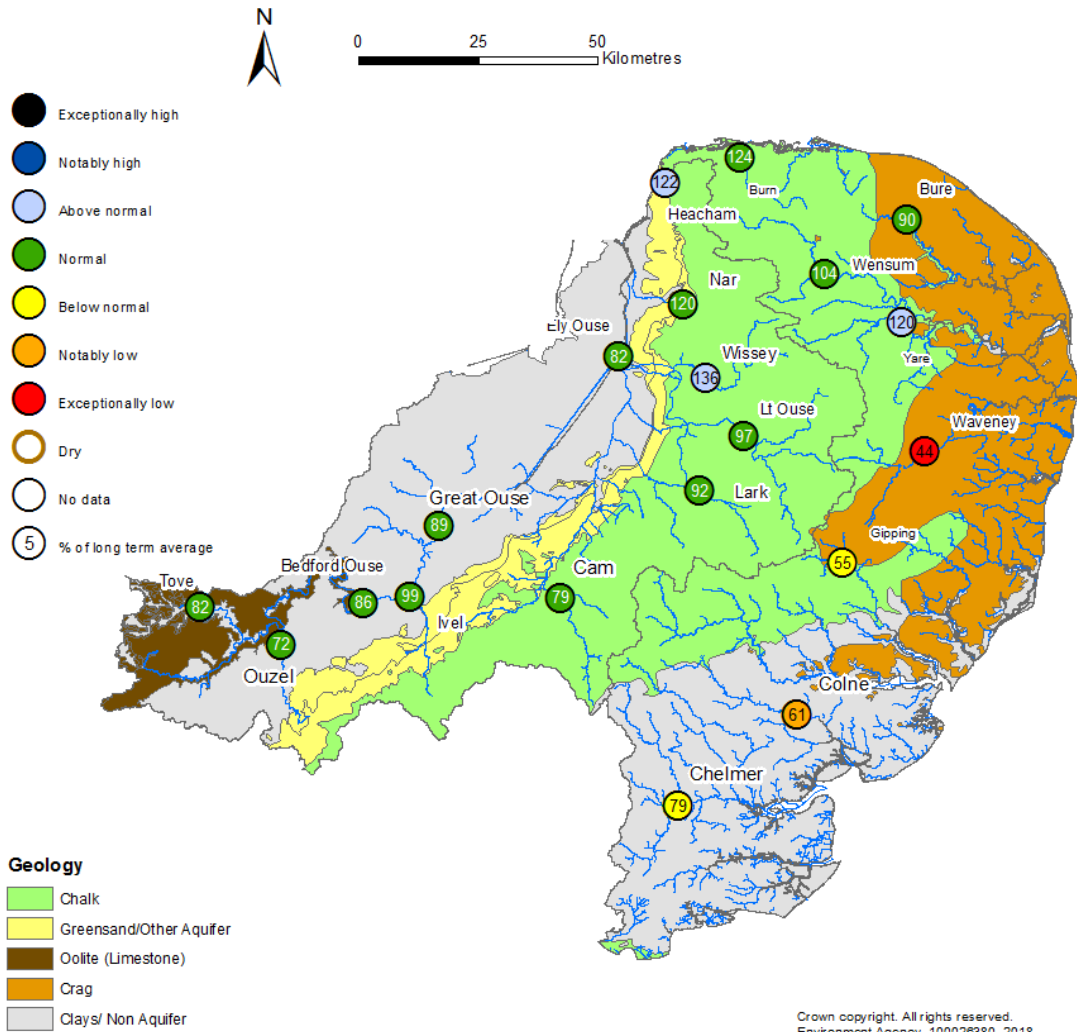 N
0 25 50
Kilometres
Exceptionally high
Notably high
Above normal
Normal
Below normal
Notably low
Exceptionally low
Dry
No data
5 % of long term average
124
122
Burn
Bure
Heacham
90
Wensum
104
Nar
120
120
Ely Ouse
82
Wissey
Yare
136
Lt Ouse
Waveney
97
44
92 Lark
Great Ouse
89
Gipping
55
Bedford Ouse
Cam
Tove
82
86
99
79
Ivel
72
Ouzel
Colne
61
Chelmer
79
Geology
Chalk
Greensand/Other Aquifer
Oolite (Limestone)
Crag
Clays/ Non Aquifer
Crown copyright. All rights reserved.
Environment Agency, 100026380, 2018